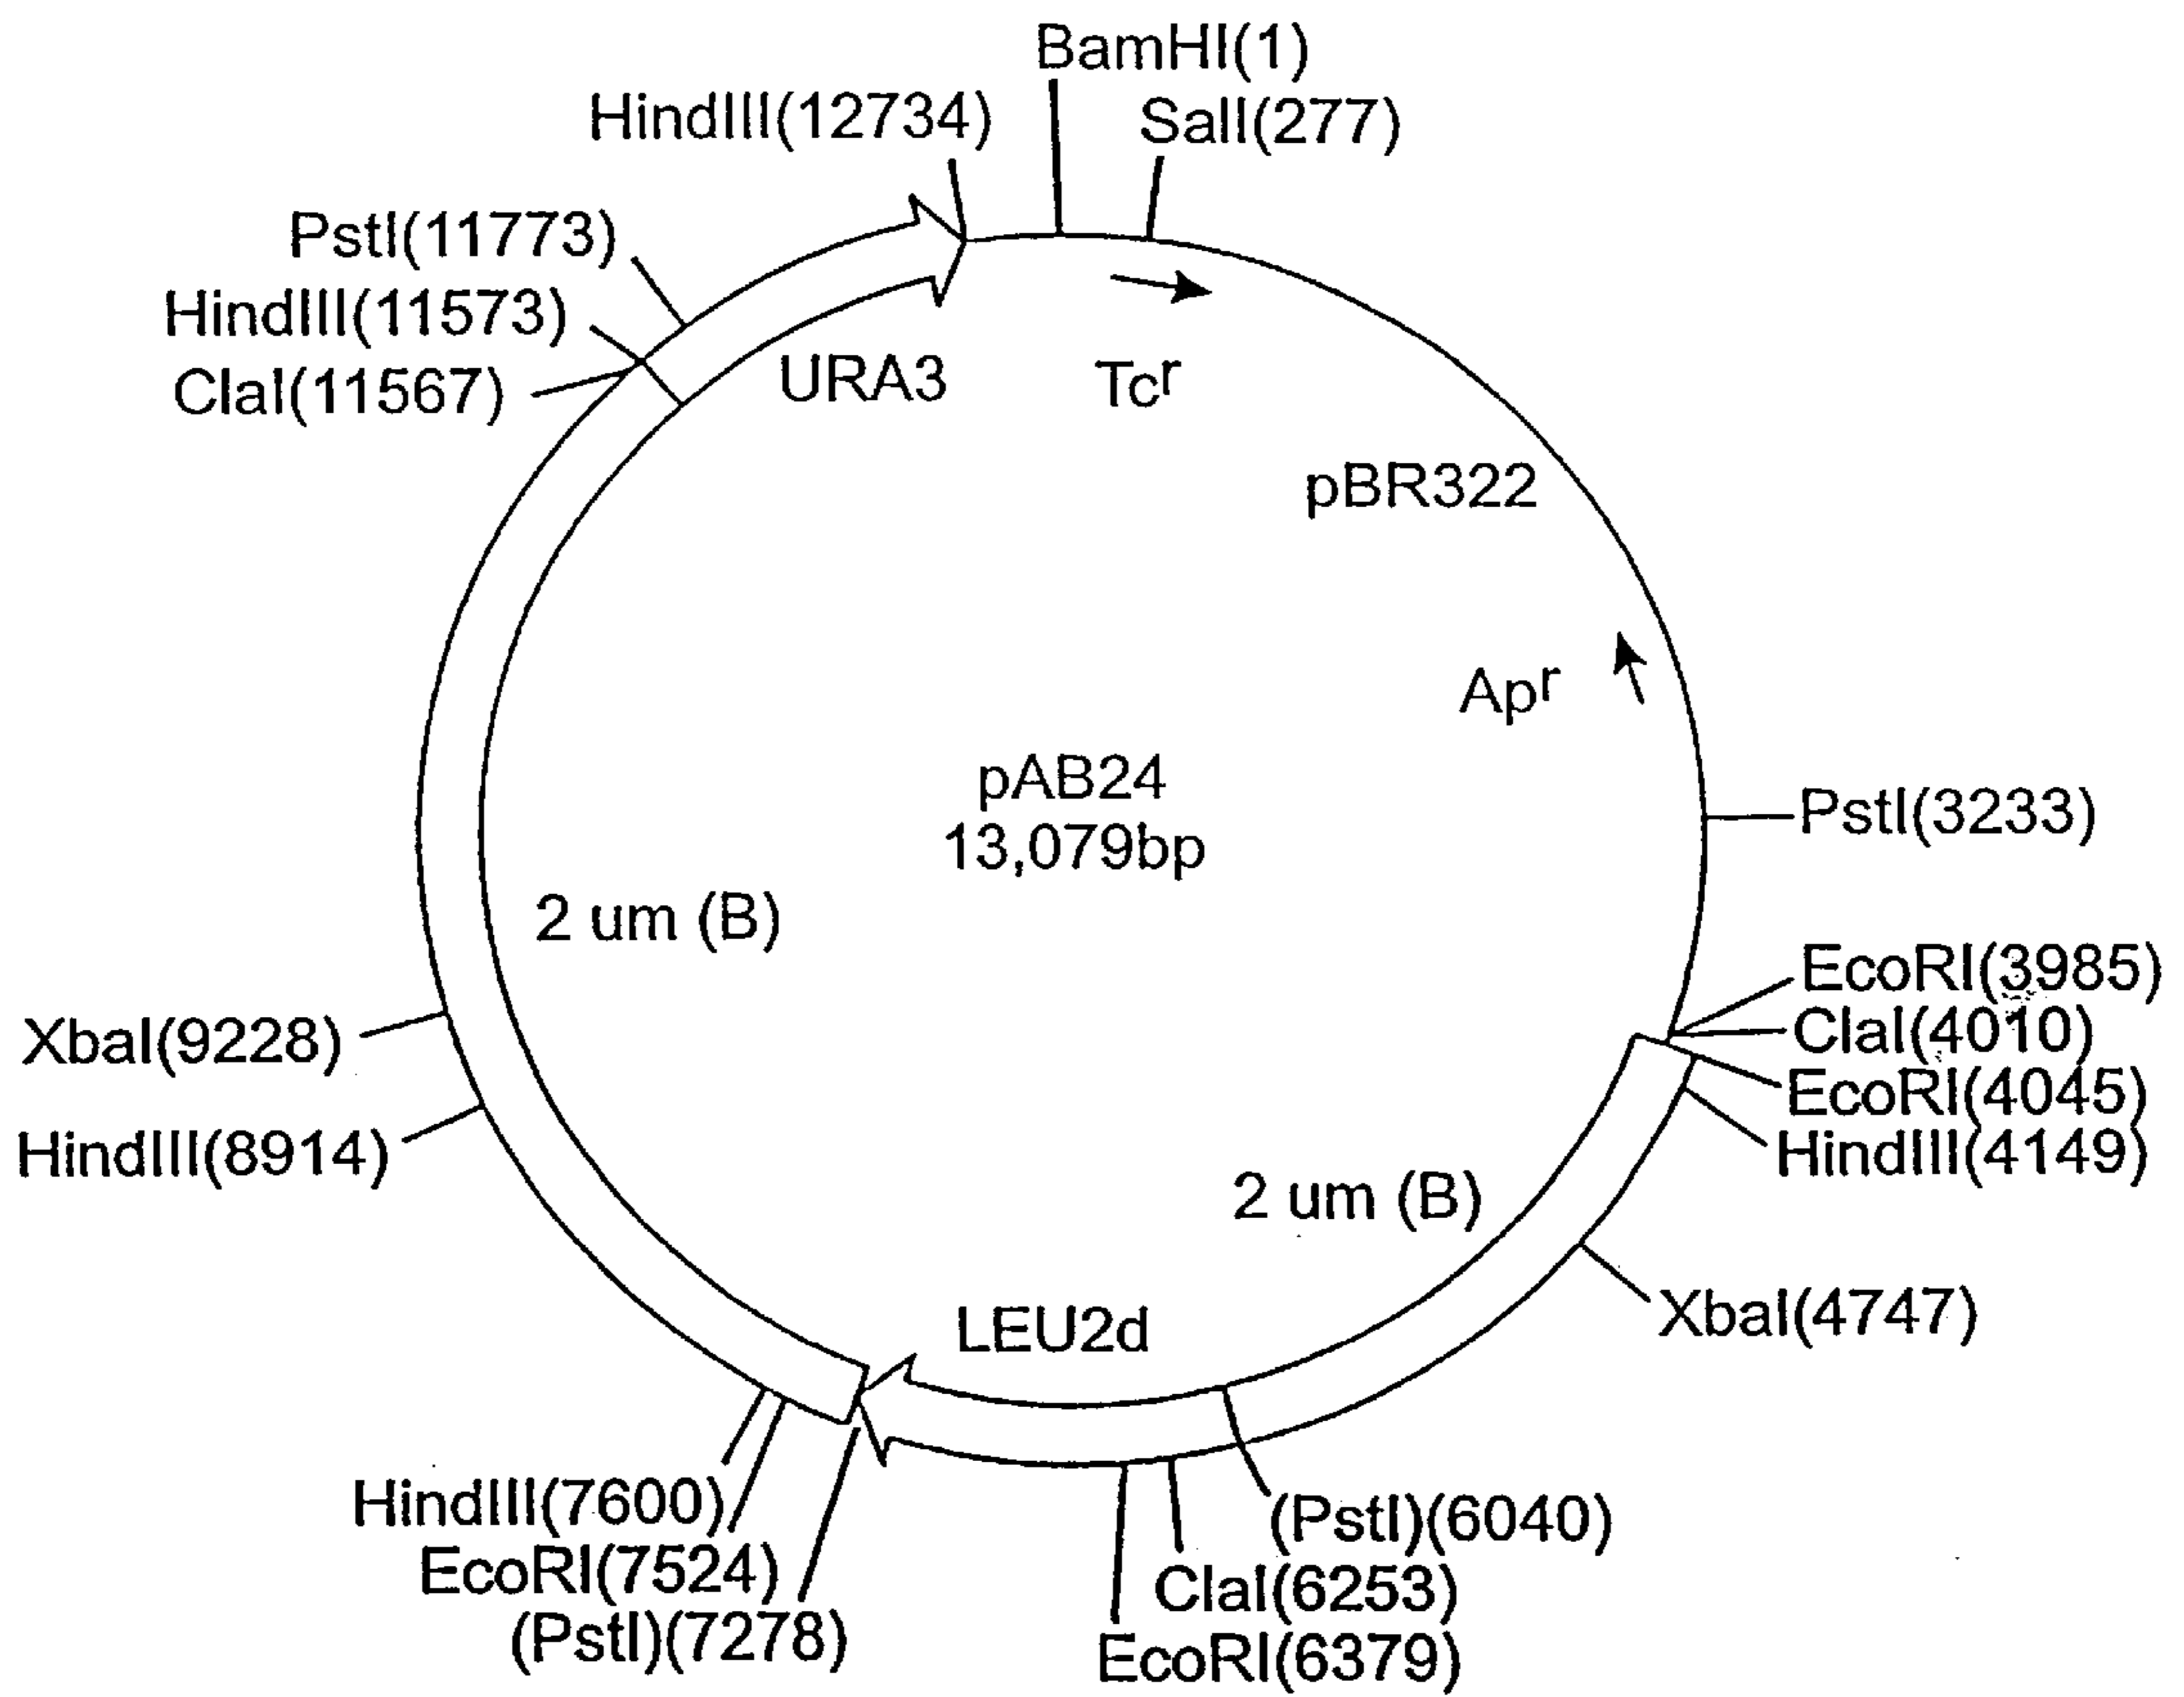 BamHI(1)
HindIII(12734)
SalI(277)
PstI(11773)
HindIII(11573)
ClaI(11567)
URA3
Tcr
pBR322
Apr
pAB24
13,079bp
PstI(3233)
2 um (B)
EcoRI(3985)
ClaI(4010)
EcoRI(4045)
HindIII(4149)
XbaI(9228)
HindIII(8914)
2 um (B)
XbaI(4747)
LEU2d
HindIII(7600)
EcoRI(7524)
(PstI)(7278)
(PstI)(6040)
ClaI(6253)
EcoRI(6379)